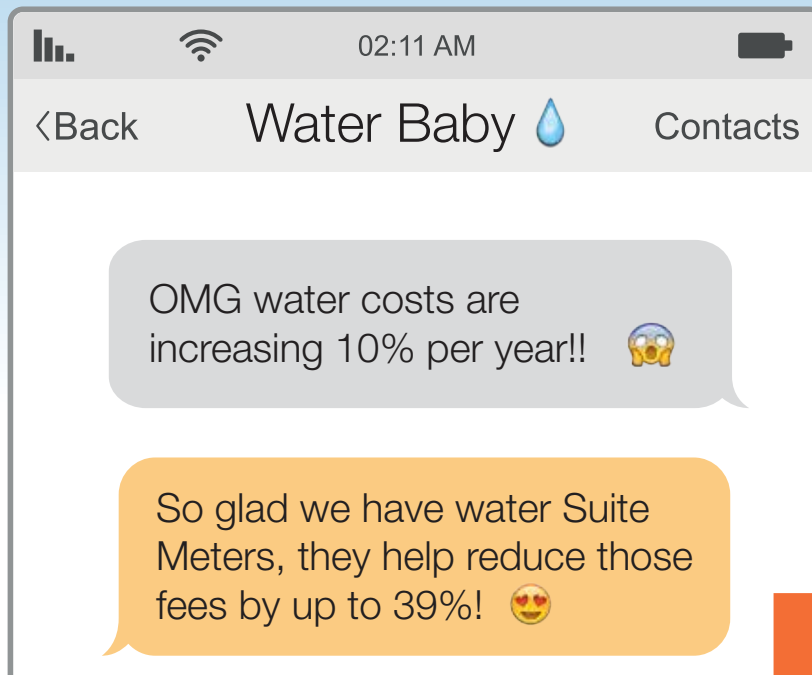 02:11 AM
<Back Water Baby 💧 Contacts
OMG water costs are
increasing 10% per year!! 😱
So glad we have water Suite
Meters, they help reduce those
fees by up to 39%! 😍